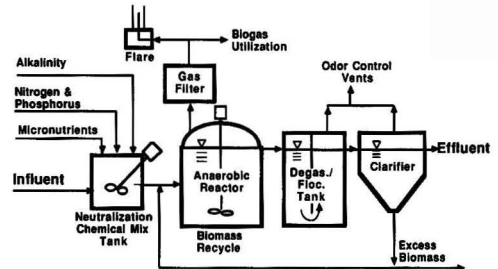 Flare
Biogas
Utilization
Alkalinity
Gas
Filter
Odor Control
Vents
Nitrogen &
Phosphorus
Micronutrients
Influent
Anaerobic
Reactor
Degas./
Floc.
Tank
Clarifier
Effluent
Neutralization
Chemical Mix
Tank
Biomass
Recycle
Excess
Biomass